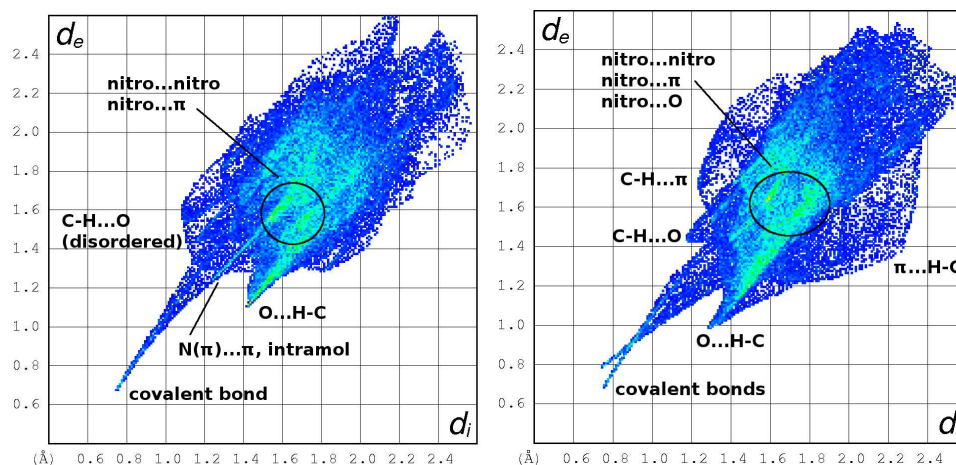 de
2.4
2.2
2.0
1.8
1.6
1.4
1.2
1.0
0.8
0.6
nitro...nitro
nitro...π
C-H...O
(disordered)
O...H-C
N(π)...π, intramol
covalent bond
di
(Å) 0.6 0.8 1.0 1.2 1.4 1.6 1.8 2.0 2.2 2.4
de
2.4
2.2
2.0
1.8
1.6
1.4
1.2
1.0
0.8
0.6
nitro...nitro
nitro...π
nitro...O
C-H...π
C-H...O
π...H-C
O...H-C
covalent bonds
d
(Å) 0.6 0.8 1.0 1.2 1.4 1.6 1.8 2.0 2.2 2.4